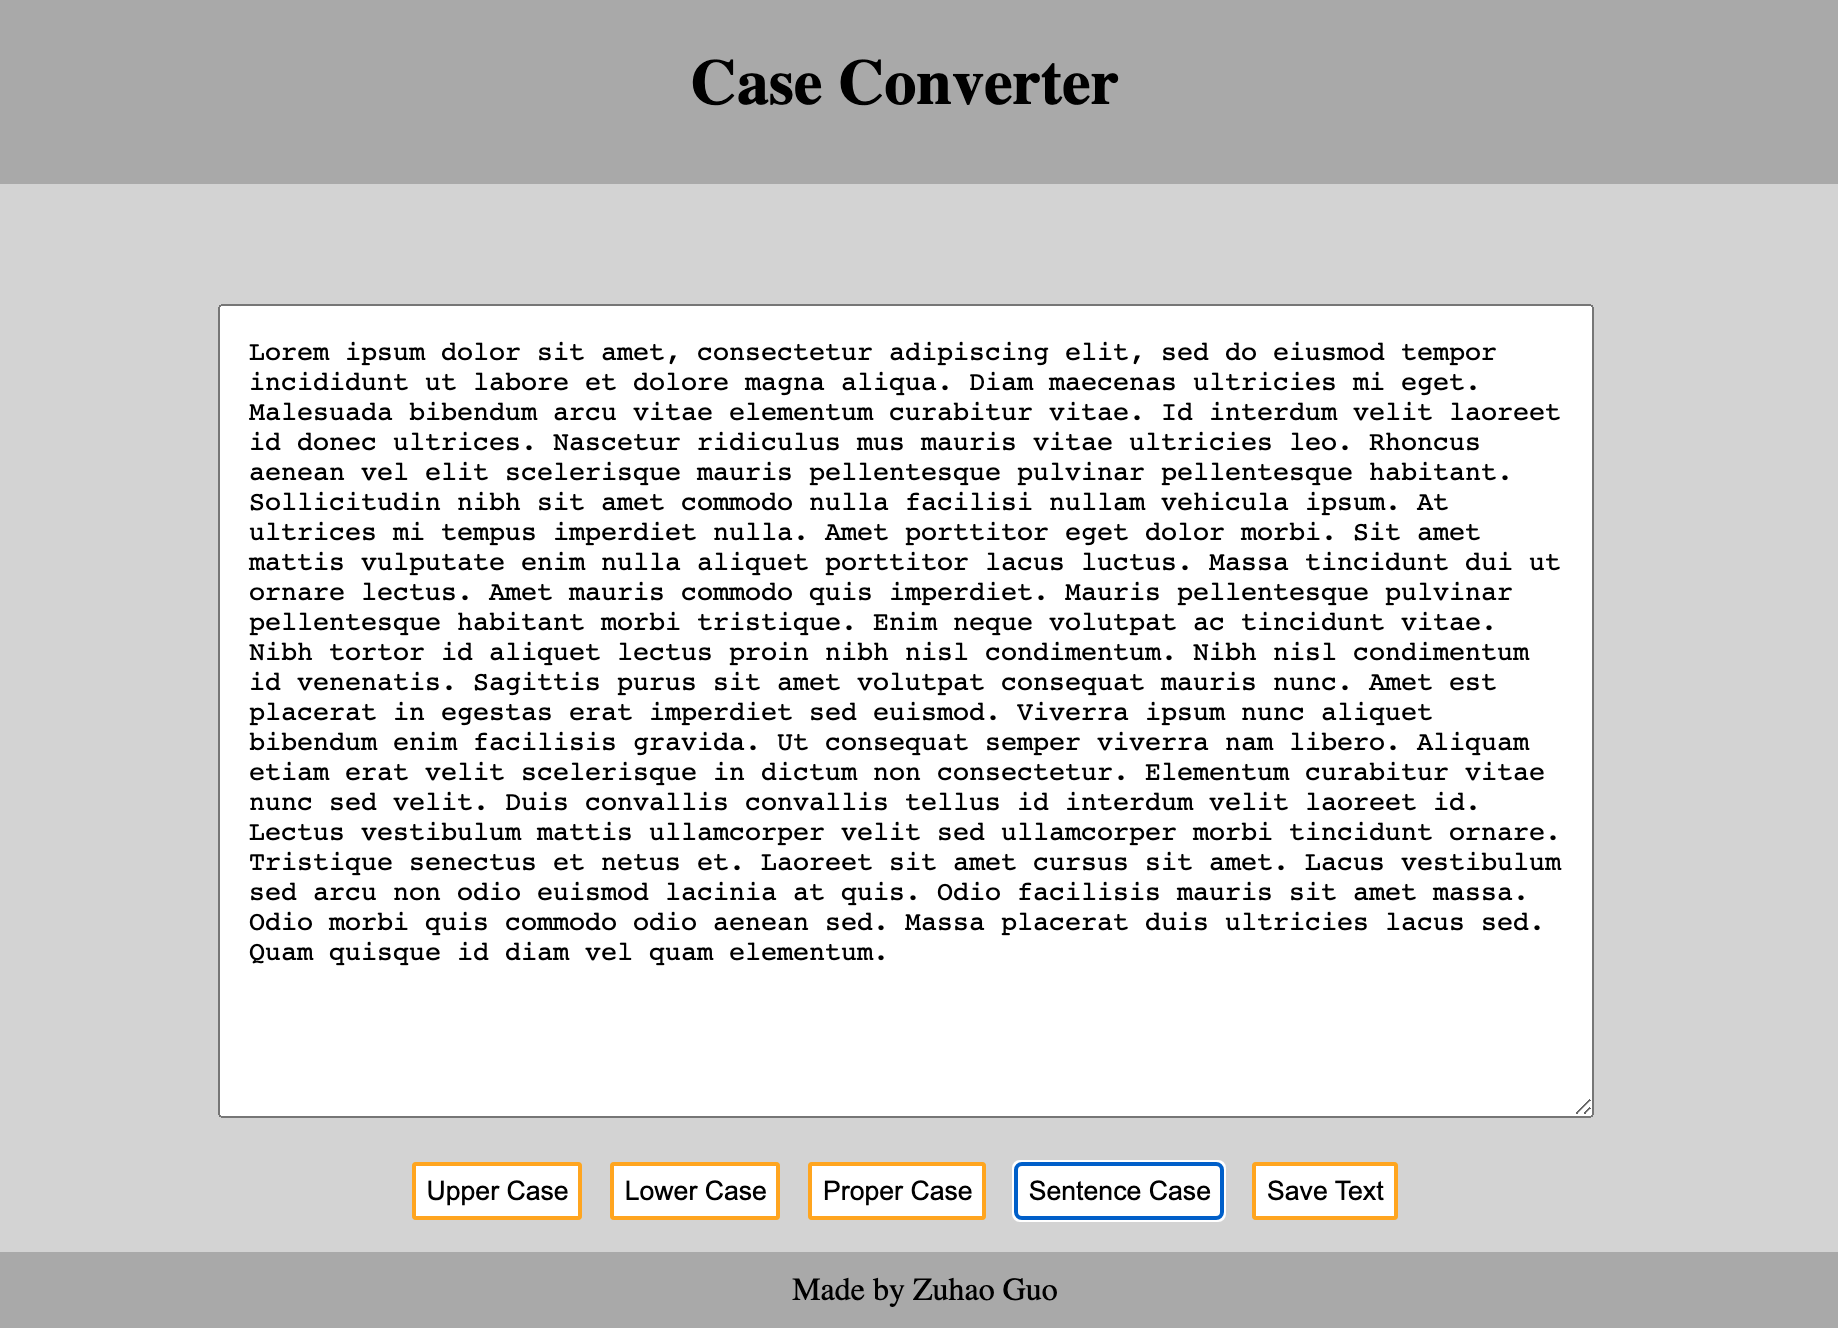 Case Converter
Lorem ipsum dolor sit amet, consectetur adipiscing elit, sed do eiusmod tempor
incididunt ut labore et dolore magna aliqua. Diam maecenas ultricies mi eget.
Malesuada bibendum arcu vitae elementum curabitur vitae. Id interdum velit laoreet
id donec ultrices. Nascetur ridiculus mus mauris vitae ultricies leo. Rhoncus
aenean vel elit scelerisque mauris pellentesque pulvinar pellentesque habitant.
Sollicitudin nibh sit amet commodo nulla facilisi nullam vehicula ipsum. At
ultrices mi tempus imperdiet nulla. Amet porttitor eget dolor morbi. Sit amet
mattis vulputate enim nulla aliquet porttitor lacus luctus. Massa tincidunt dui ut
ornare lectus. Amet mauris commodo quis imperdiet. Mauris pellentesque pulvinar
pellentesque habitant morbi tristique. Enim neque volutpat ac tincidunt vitae.
Nibh tortor id aliquet lectus proin nibh nisl condimentum. Nibh nisl condimentum
id venenatis. Sagittis purus sit amet volutpat consequat mauris nunc. Amet est
placerat in egestas erat imperdiet sed euismod. Viverra ipsum nunc aliquet
bibendum enim facilisis gravida. Ut consequat semper viverra nam libero. Aliquam
etiam erat velit scelerisque in dictum non consectetur. Elementum curabitur vitae
nunc sed velit. Duis convallis convallis tellus id interdum velit laoreet id.
Lectus vestibulum mattis ullamcorper velit sed ullamcorper morbi tincidunt ornare.
Tristique senectus et netus et. Laoreet sit amet cursus sit amet. Lacus vestibulum
sed arcu non odio euismod lacinia at quis. Odio facilisis mauris sit amet massa.
Odio morbi quis commodo odio aenean sed. Massa placerat duis ultricies lacus sed.
Quam quisque id diam vel quam elementum.
Upper Case Lower Case Proper Case Sentence Case Save Text
Made by Zuhao Guo